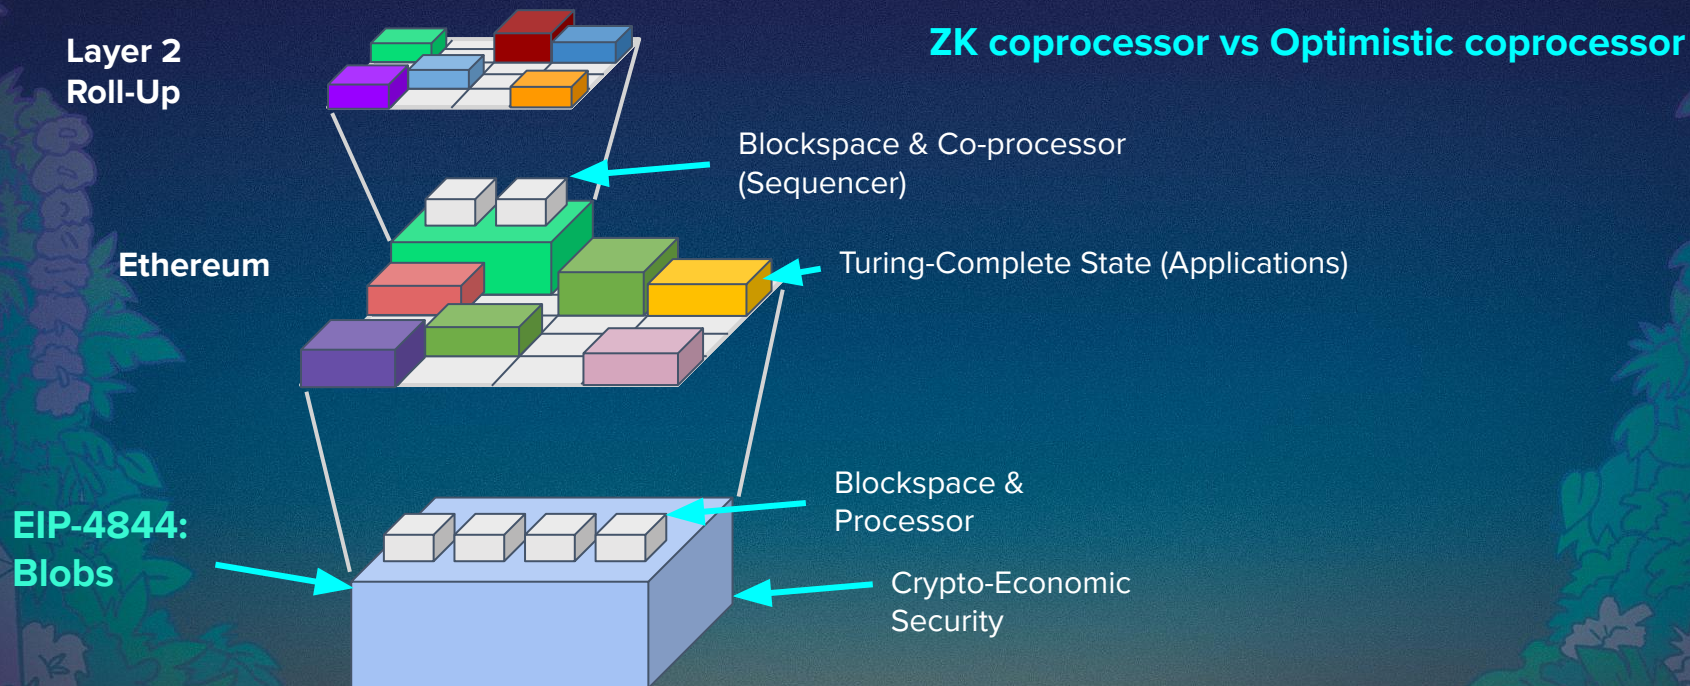 ZK coprocessor vs Optimistic coprocessor
Layer 2
Roll-Up
Blockspace & Co-processor
(Sequencer)
Ethereum
Turing-Complete State (Applications)
Blockspace &
Processor
EIP-4844:
Blobs
Crypto-Economic
Security